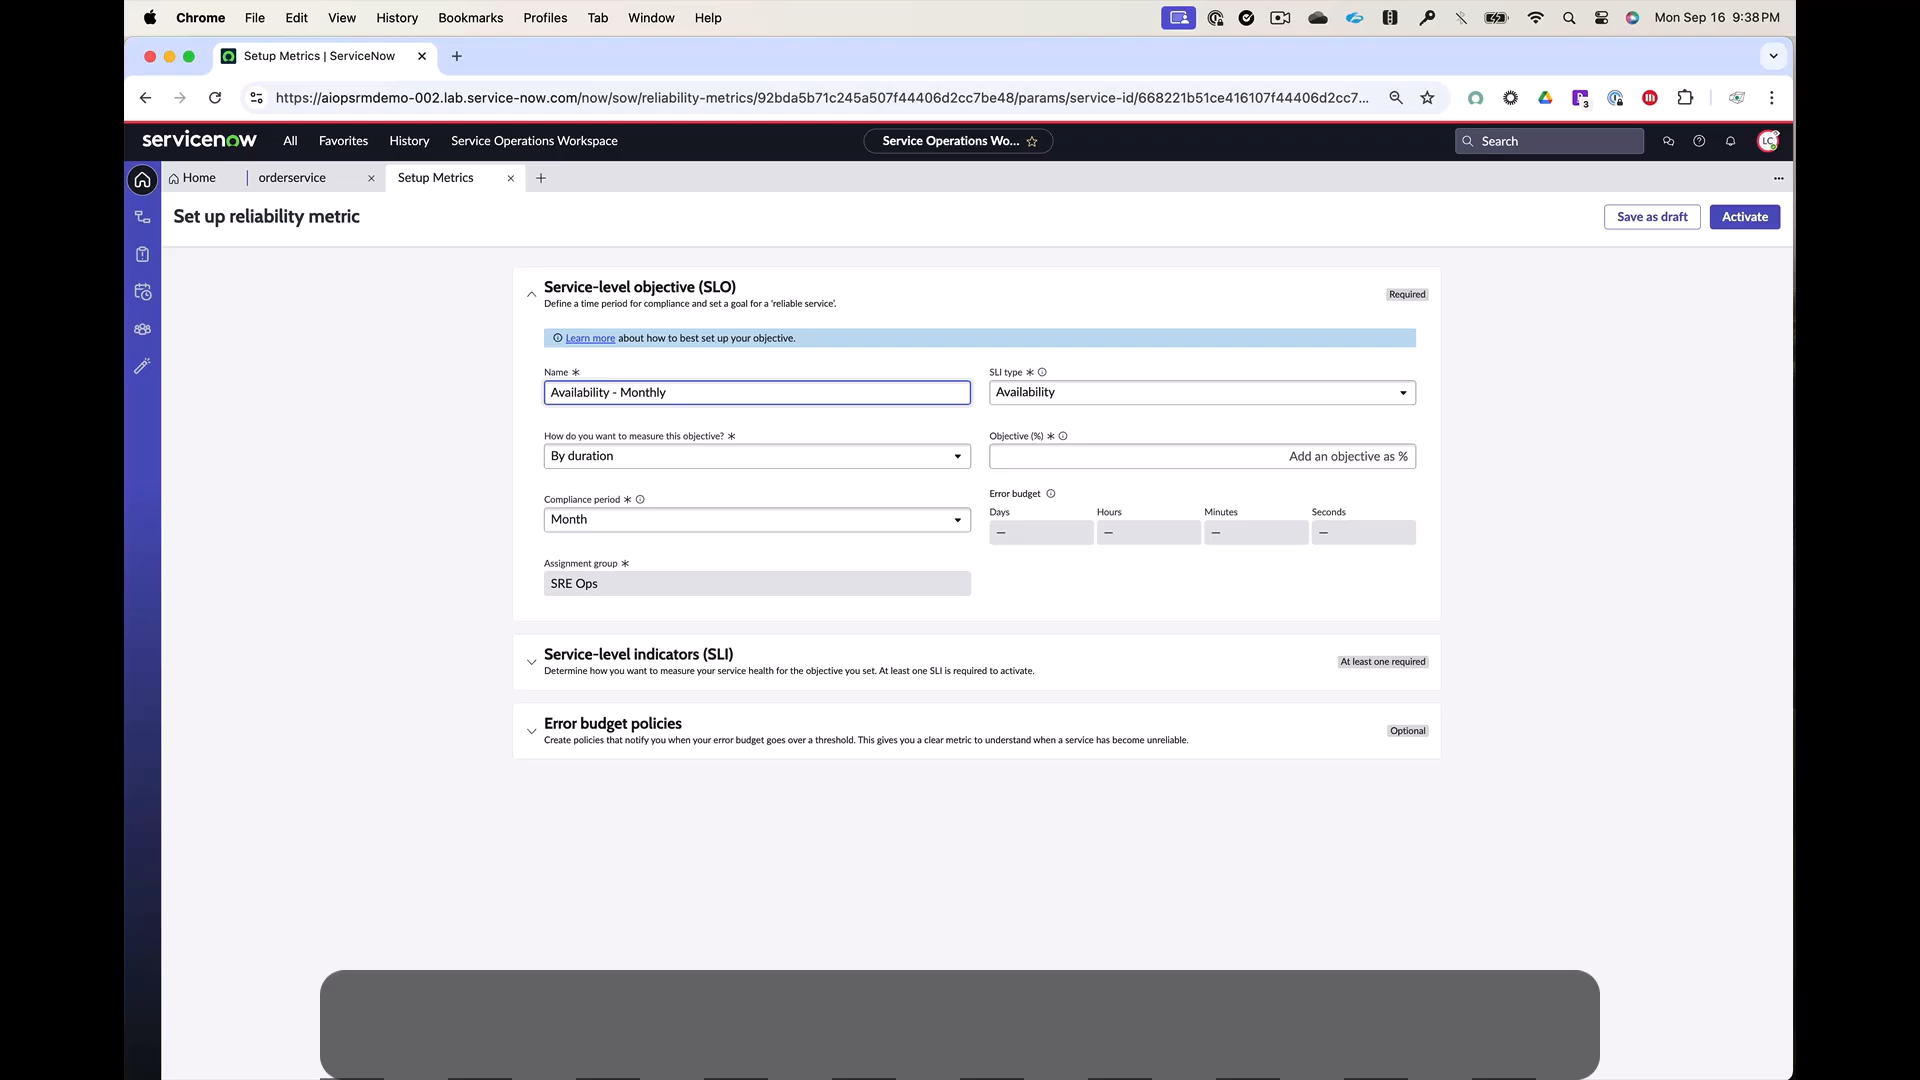 Chrome File Edit View History Bookmarks Profiles Tab Window Help Mon Sep 16 9:38 PM
Setup Metrics | ServiceNow
https://aiopsrmdemo-002.lab.service-now.com/now/sow/reliability-metrics/92bda5b71c245a507f44406d2cc7be48/params/service-id/668221b51ce416107f44406d2cc7...
3
servicenow All Favorites History Service Operations Workspace Service Operations Wo... Search LC
Home orderservice Setup Metrics
Set up reliability metric Save as draft Activate
Service-level objective (SLO)
Define a time period for compliance and set a goal for a 'reliable service'.
Required
Learn more about how to best set up your objective.
Name * SLI type *
Availability - Monthly Availability
How do you want to measure this objective? * Objective (%) *
By duration Add an objective as %
Compliance period * Error budget
Month Days Hours Minutes Seconds
– – – –
Assignment group *
SRE Ops
Service-level indicators (SLI)
Determine how you want to measure your service health for the objective you set. At least one SLI is required to activate.
At least one required
Error budget policies
Create policies that notify you when your error budget goes over a threshold. This gives you a clear metric to understand when a service has become unreliable.
Optional